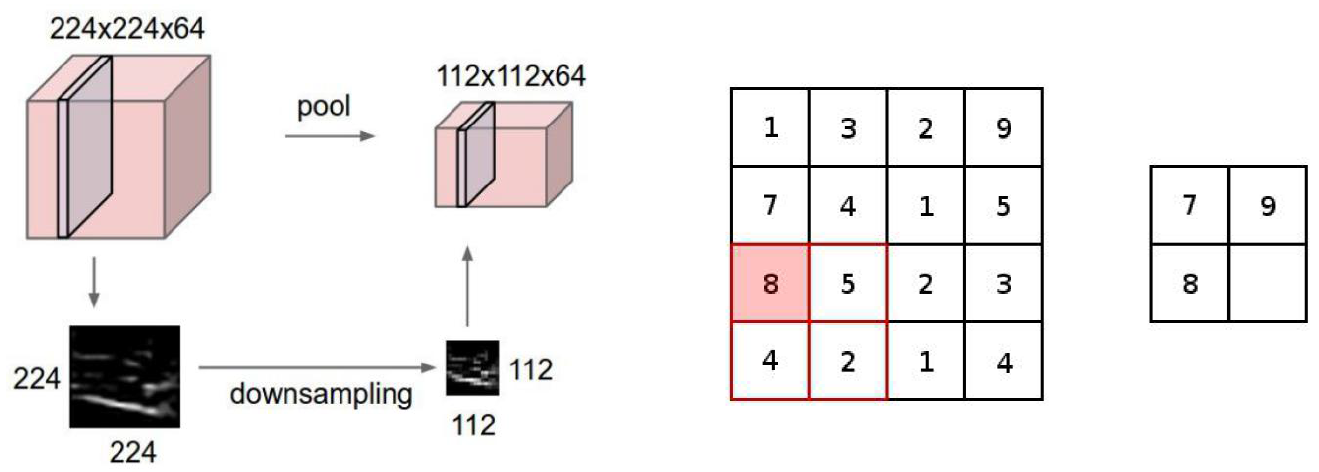 224x224x64
pool
112x112x64
224
224
downsampling
112
112
1 3 2 9
7 4 1 5
8 5 2 3
4 2 1 4
7 9
8